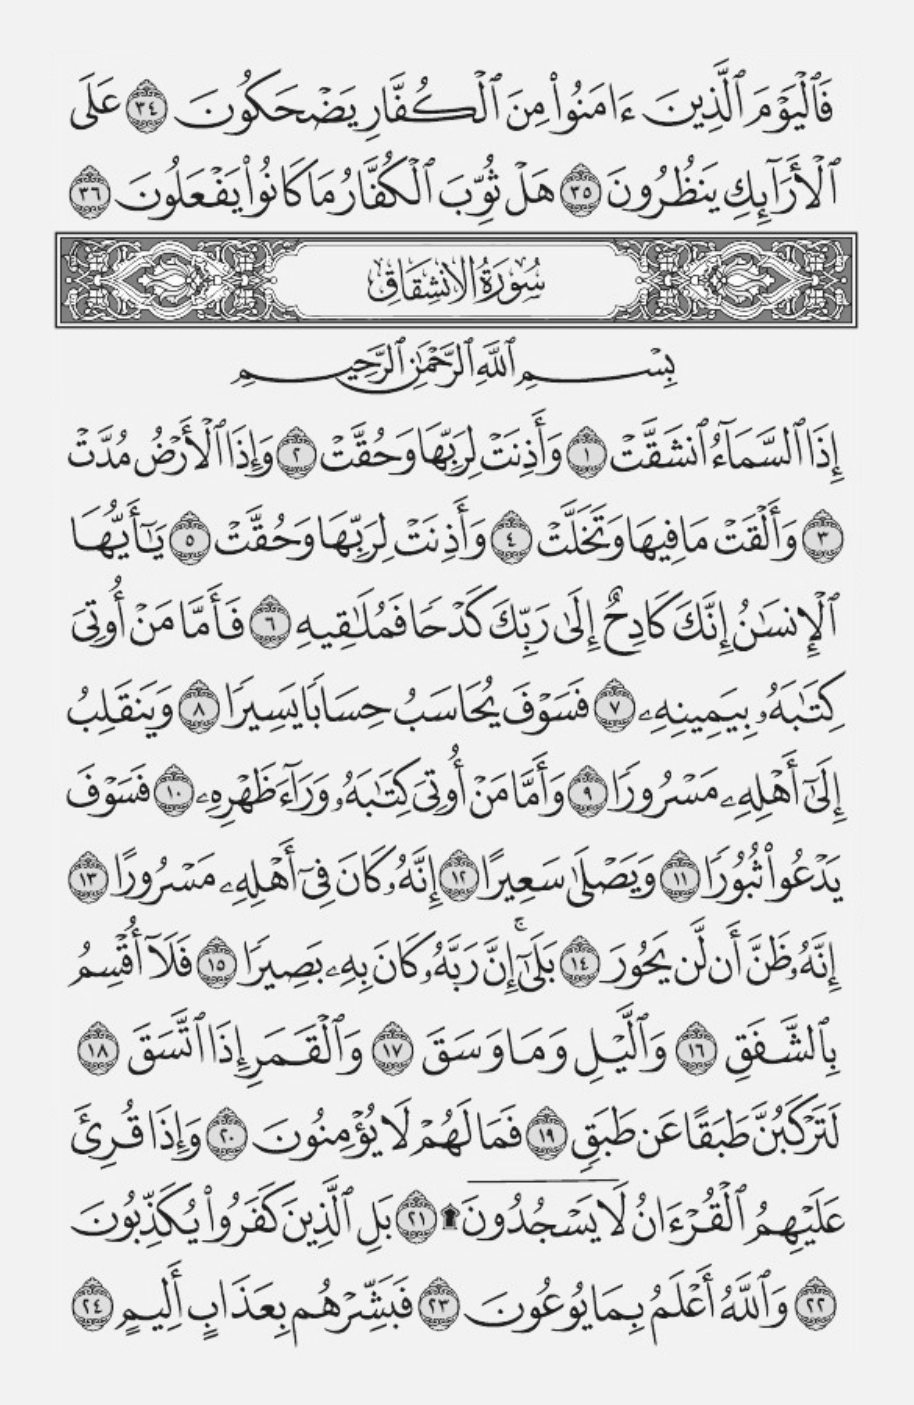 فَٱلْيَوْمَ ٱلَّذِينَ ءَامَنُوا۟ مِنَ ٱلْكُفَّارِ يَضْحَكُونَ ٣٤ عَلَى
ٱلْأَرَآئِكِ يَنظُرُونَ ٣٥ هَلْ ثُوِّبَ ٱلْكُفَّارُ مَا كَانُوا۟ يَفْعَلُونَ ٣٦
سُورَةُ الانشِقَاقِ
بِسْمِ ٱللَّهِ ٱلرَّحْمَٰنِ ٱلرَّحِيمِ
إِذَا ٱلسَّمَآءُ ٱنشَقَّتْ ١ وَأَذِنَتْ لِرَبِّهَا وَحُقَّتْ ٢ وَإِذَا ٱلْأَرْضُ مُدَّتْ
٣ وَأَلْقَتْ مَا فِيهَا وَتَخَلَّتْ ٤ وَأَذِنَتْ لِرَبِّهَا وَحُقَّتْ ٥ يَٰٓأَيُّهَا
ٱلْإِنسَٰنُ إِنَّكَ كَادِحٌ إِلَىٰ رَبِّكَ كَدْحًا فَمُلَٰقِيهِ ٦ فَأَمَّا مَنْ أُوتِىَ
كِتَٰبَهُۥ بِيَمِينِهِۦ ٧ فَسَوْفَ يُحَاسَبُ حِسَابًا يَسِيرًا ٨ وَيَنقَلِبُ
إِلَىٰٓ أَهْلِهِۦ مَسْرُورًا ٩ وَأَمَّا مَنْ أُوتِىَ كِتَٰبَهُۥ وَرَآءَ ظَهْرِهِۦ ١٠ فَسَوْفَ
يَدْعُوا۟ ثُبُورًا ١١ وَيَصْلَىٰ سَعِيرًا ١٢ إِنَّهُۥ كَانَ فِىٓ أَهْلِهِۦ مَسْرُورًا ١٣
إِنَّهُۥ ظَنَّ أَن لَّن يَحُورَ ١٤ بَلَىٰٓۚ إِنَّ رَبَّهُۥ كَانَ بِهِۦ بَصِيرًا ١٥ فَلَآ أُقْسِمُ
بِٱلشَّفَقِ ١٦ وَٱلَّيْلِ وَمَا وَسَقَ ١٧ وَٱلْقَمَرِ إِذَا ٱتَّسَقَ ١٨
لَتَرْكَبُنَّ طَبَقًا عَن طَبَقٍ ١٩ فَمَا لَهُمْ لَا يُؤْمِنُونَ ٢٠ وَإِذَا قُرِئَ
عَلَيْهِمُ ٱلْقُرْءَانُ لَا يَسْجُدُونَ ۩ ٢١ بَلِ ٱلَّذِينَ كَفَرُوا۟ يُكَذِّبُونَ
٢٢ وَٱللَّهُ أَعْلَمُ بِمَا يُوعُونَ ٢٣ فَبَشِّرْهُم بِعَذَابٍ أَلِيمٍ ٢٤